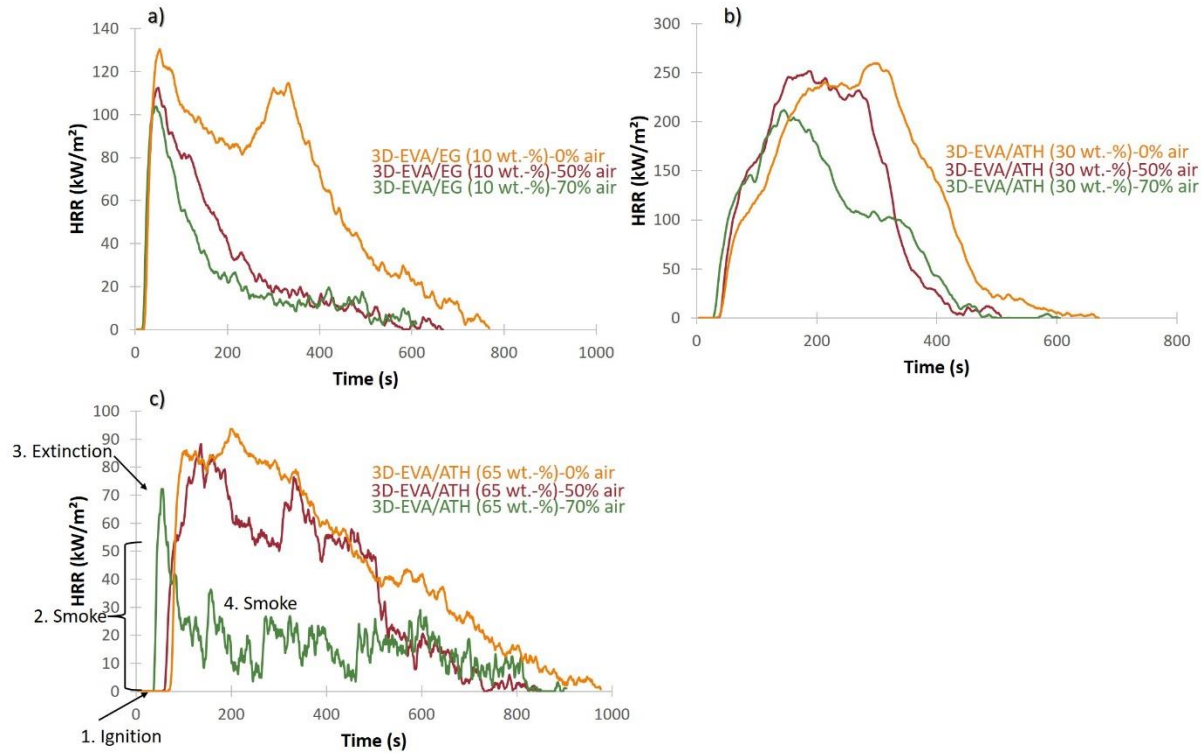 a)
HRR (kW/m²)
140
120
100
80
60
40
20
0
3D-EVA/EG (10 wt.-%)-0% air
3D-EVA/EG (10 wt.-%)-50% air
3D-EVA/EG (10 wt.-%)-70% air
0 200 400 600 800 1000
Time (s)
b)
HRR (kW/m²)
300
250
200
150
100
50
0
3D-EVA/ATH (30 wt.-%)-0% air
3D-EVA/ATH (30 wt.-%)-50% air
3D-EVA/ATH (30 wt.-%)-70% air
0 200 400 600 800
Time (s)
c)
HRR (kW/m²)
100
90
80
70
60
50
40
30
20
10
0
3. Extinction
2. Smoke
1. Ignition
4. Smoke
3D-EVA/ATH (65 wt.-%)-0% air
3D-EVA/ATH (65 wt.-%)-50% air
3D-EVA/ATH (65 wt.-%)-70% air
0 200 400 600 800 1000
Time (s)